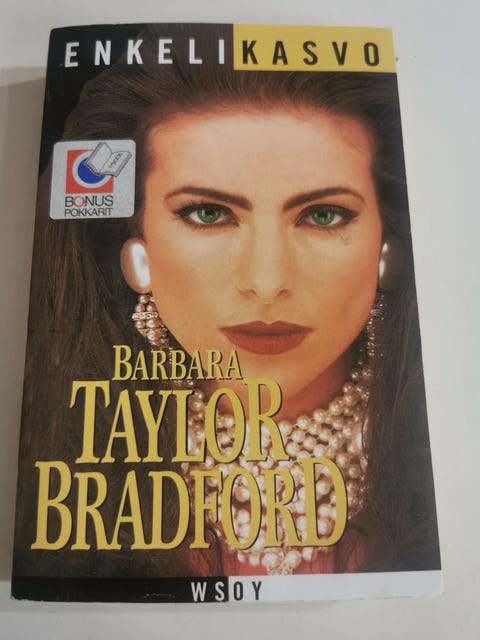 ENKELIKASVO
BONUS
POKKARIT
BARBARA
TAYLOR
BRADFORD
WSOY